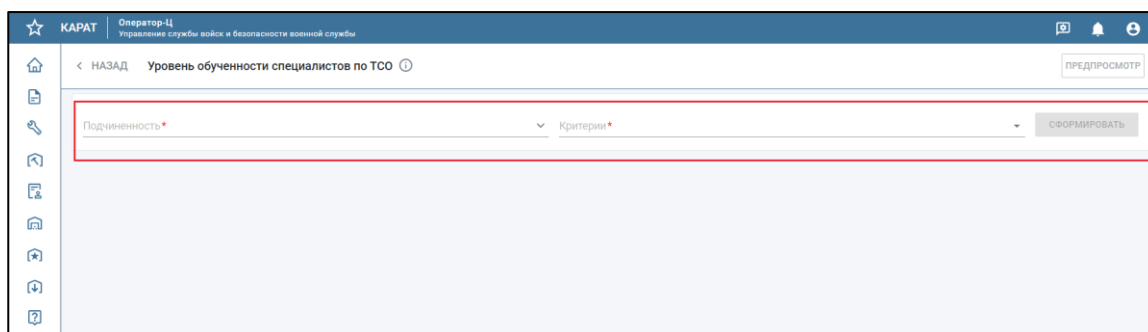 КАРАТ
Оператор-Ц
Управление службы войск и безопасности военной службы
НАЗАД
Уровень обученности специалистов по ТСО
ПРЕДПРОСМОТР
Подчиненность*
Критерии*
СФОРМИРОВАТЬ